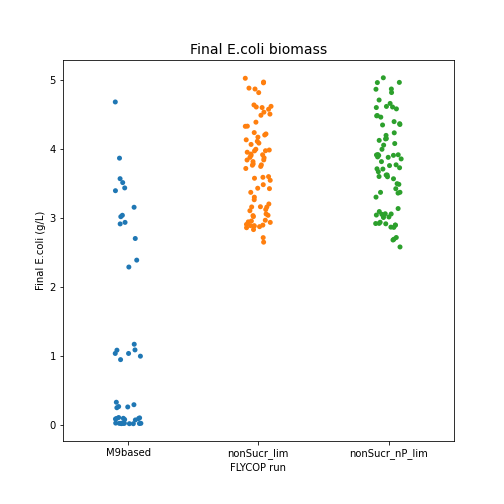 Final E.coli biomass
Final E.coli (g/L)
5
4
3
2
1
0
M9based
nonSucr_lim
nonSucr_nP_lim
FLYCOP run